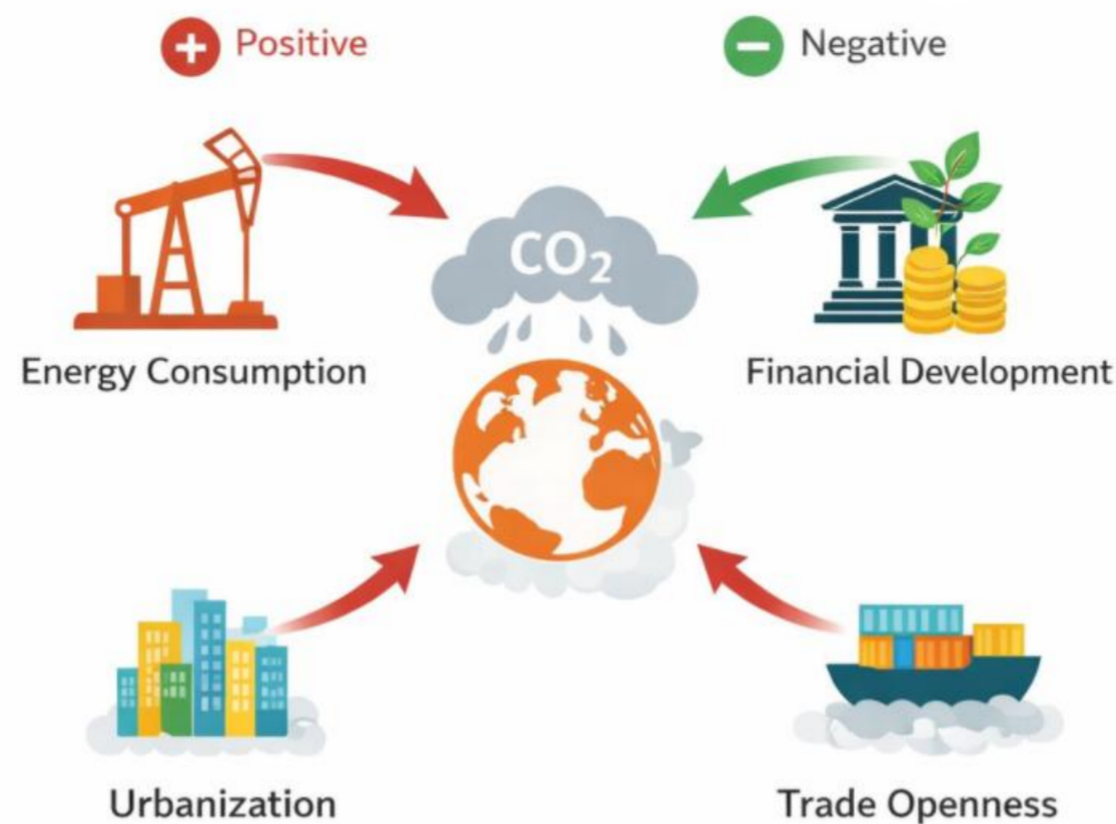 Positive
Negative
CO₂
Energy Consumption
Financial Development
Urbanization
Trade Openness